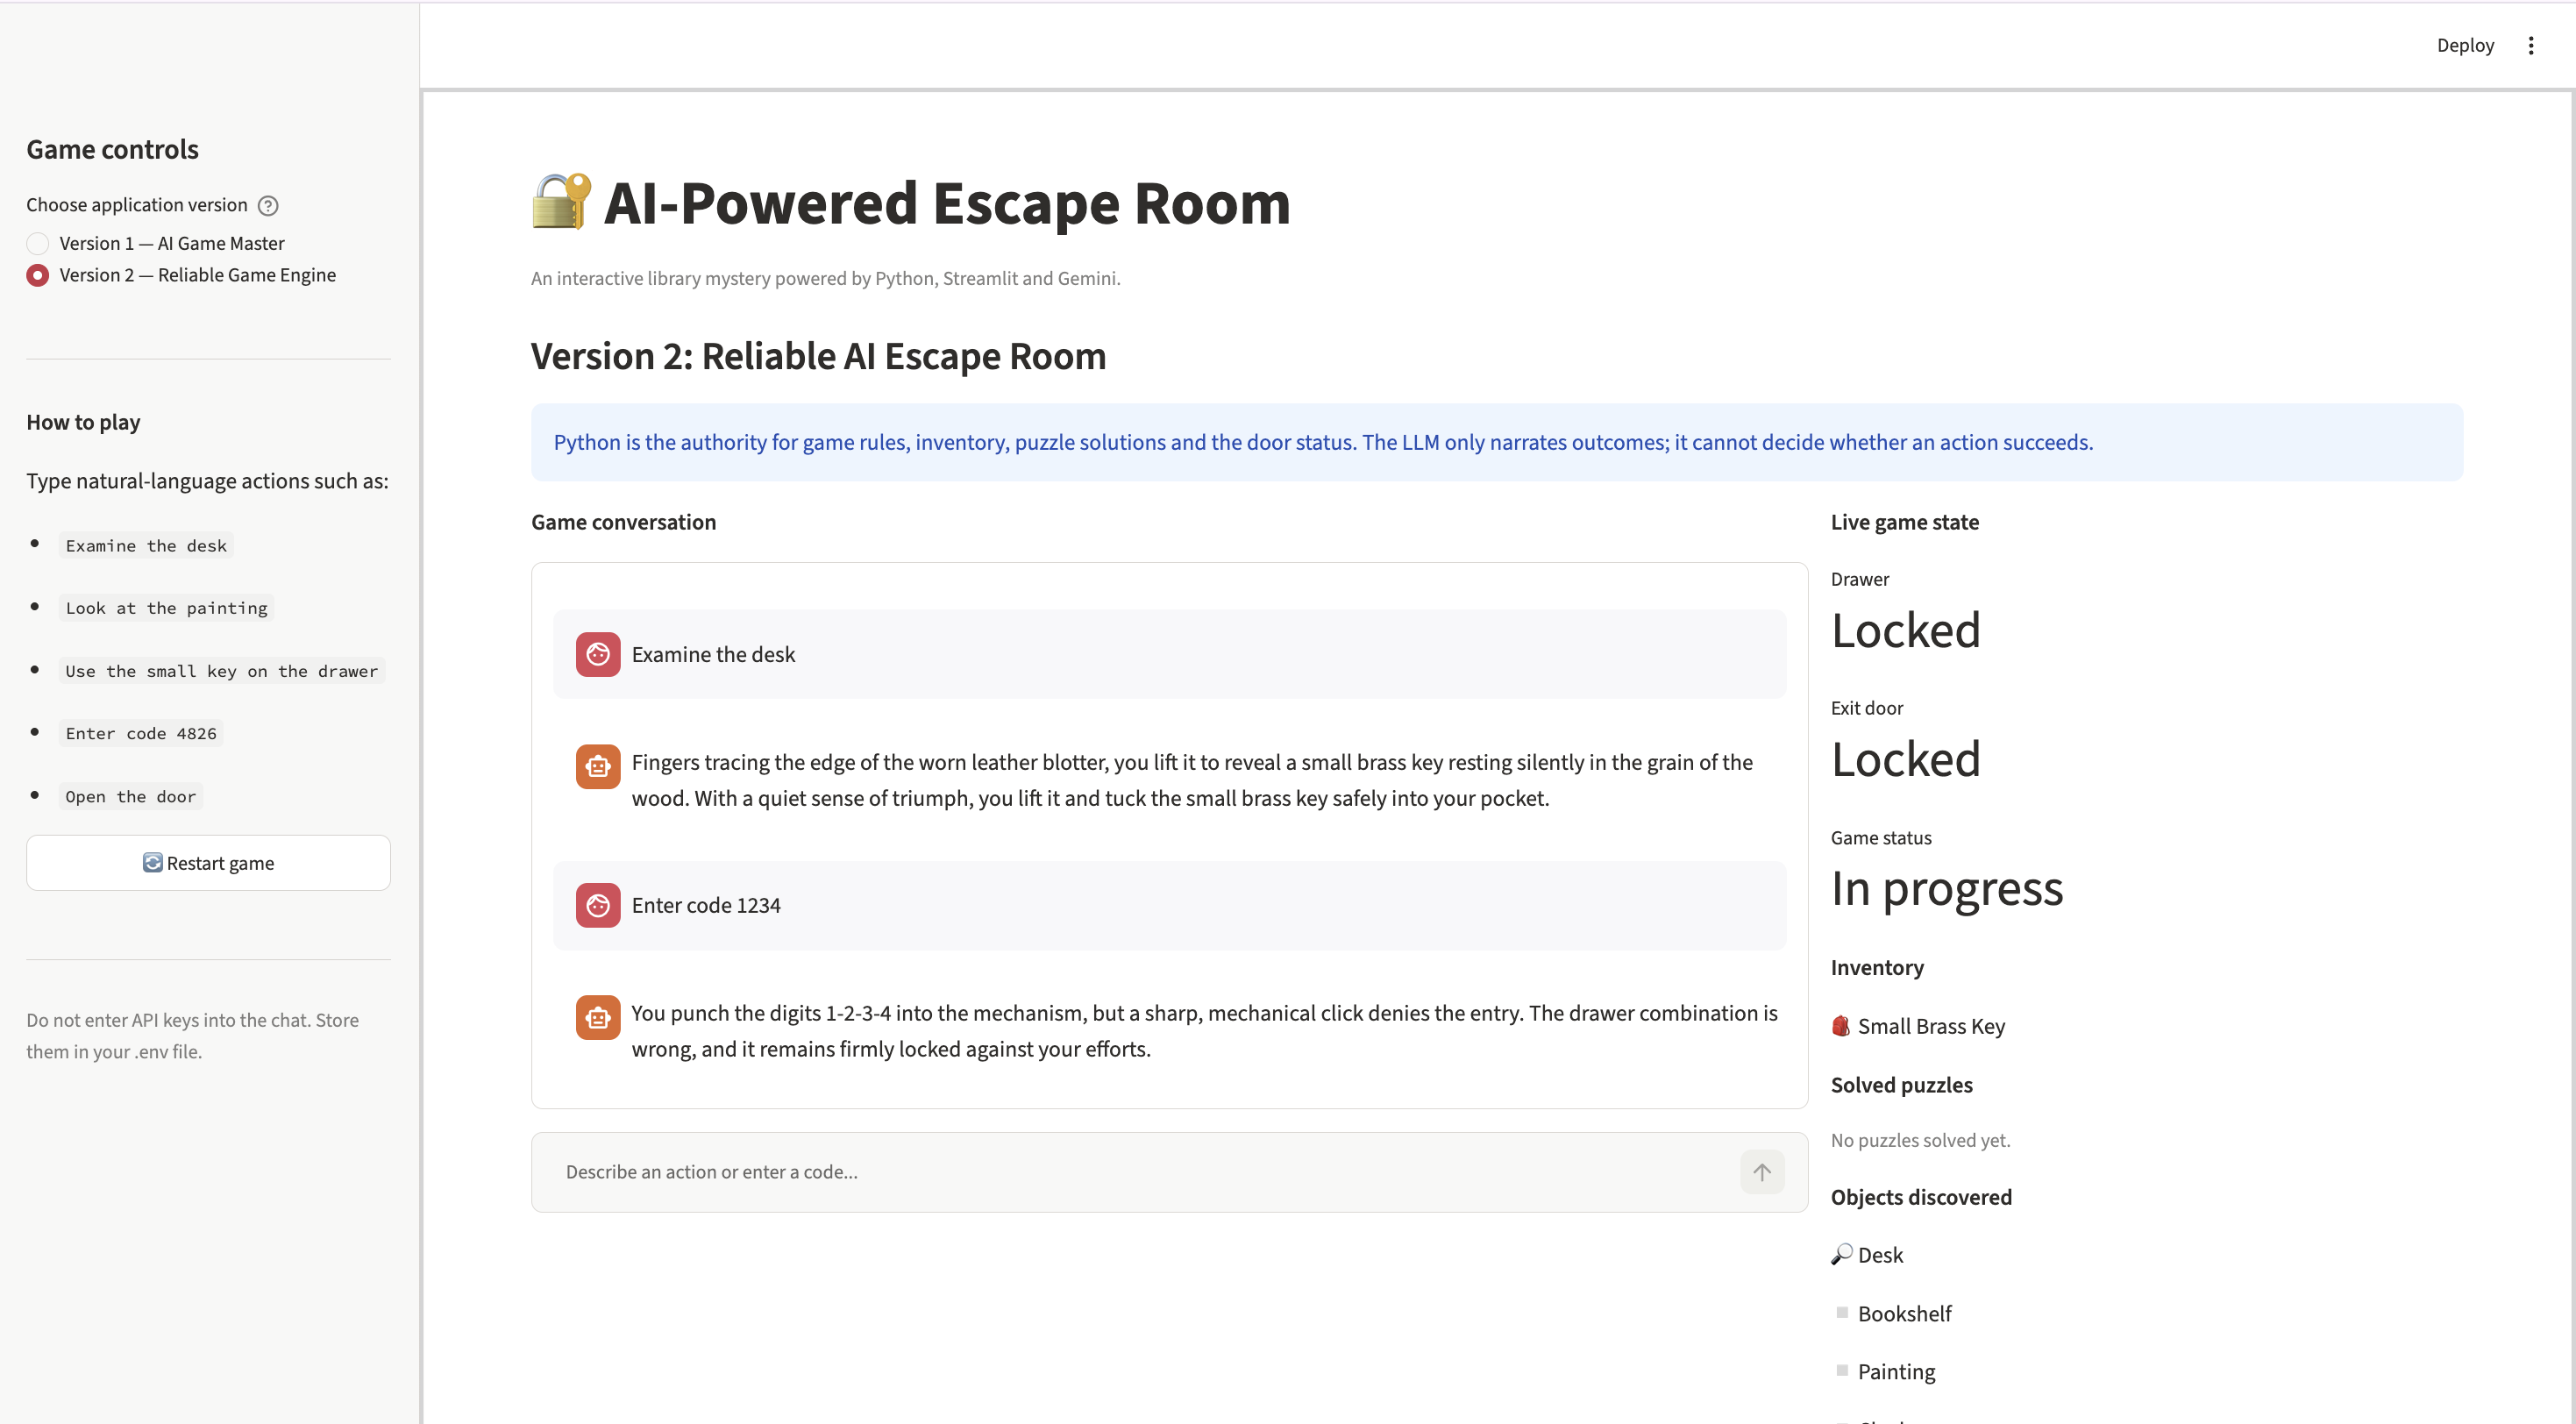 Deploy
Game controls
Choose application version
Version 1 — AI Game Master
Version 2 — Reliable Game Engine
How to play
Type natural-language actions such as:
Examine the desk
Look at the painting
Use the small key on the drawer
Enter code 4826
Open the door
Restart game
Do not enter API keys into the chat. Store
them in your .env file.
AI-Powered Escape Room
An interactive library mystery powered by Python, Streamlit and Gemini.
Version 2: Reliable AI Escape Room
Python is the authority for game rules, inventory, puzzle solutions and the door status. The LLM only narrates outcomes; it cannot decide whether an action succeeds.
Game conversation
Examine the desk
Fingers tracing the edge of the worn leather blotter, you lift it to reveal a small brass key resting silently in the grain of the
wood. With a quiet sense of triumph, you lift it and tuck the small brass key safely into your pocket.
Enter code 1234
You punch the digits 1-2-3-4 into the mechanism, but a sharp, mechanical click denies the entry. The drawer combination is
wrong, and it remains firmly locked against your efforts.
Describe an action or enter a code...
Live game state
Drawer
Locked
Exit door
Locked
Game status
In progress
Inventory
Small Brass Key
Solved puzzles
No puzzles solved yet.
Objects discovered
Desk
Bookshelf
Painting